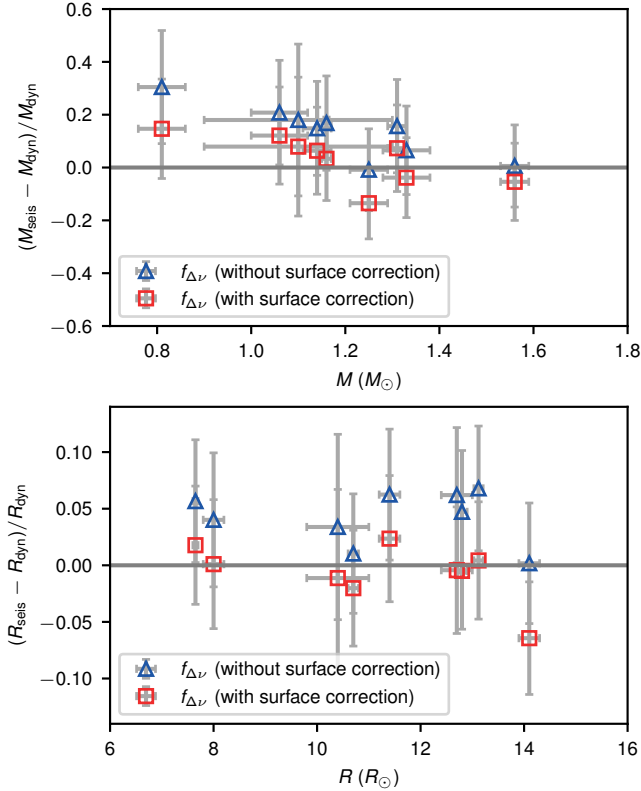 0.6
0.4
0.2
0.0
−0.2
−0.4
−0.6
(M_seis − M_dyn)/M_dyn
f_Δν (without surface correction)
f_Δν (with surface correction)
0.8 1.0 1.2 1.4 1.6 1.8
M (M_⊙)
0.10
0.05
0.00
−0.05
−0.10
(R_seis − R_dyn)/R_dyn
f_Δν (without surface correction)
f_Δν (with surface correction)
6 8 10 12 14 16
R (R_⊙)